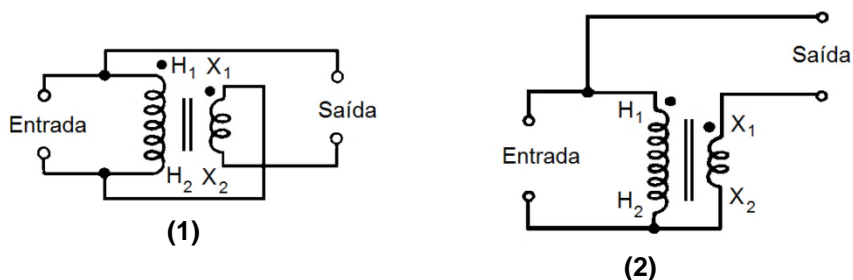 H1 X1
Entrada
Saída
H2 X2
(1)
Saída
H1
X1
Entrada
H2
X2
(2)